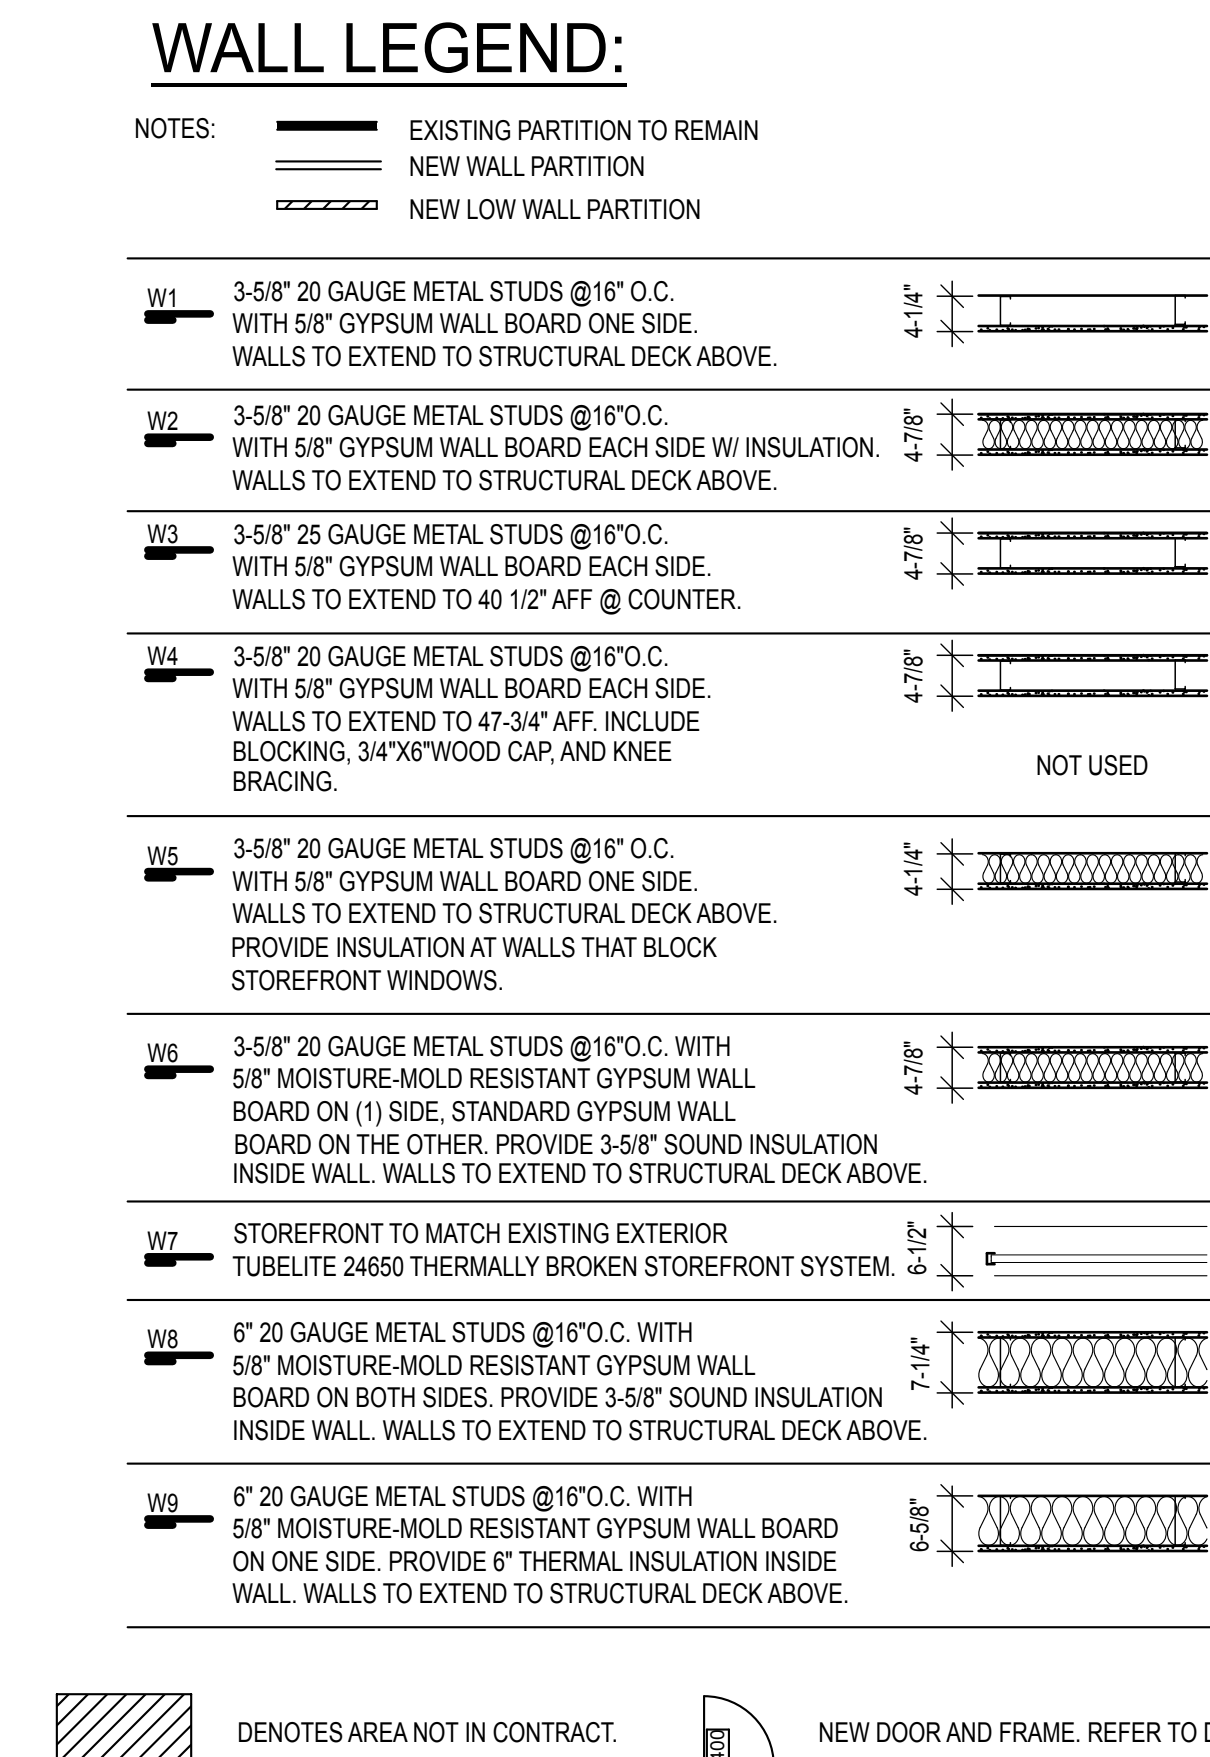 WALL LEGEND:
NOTES:
EXISTING PARTITION TO REMAIN
NEW WALL PARTITION
NEW LOW WALL PARTITION
W1
3-5/8" 20 GAUGE METAL STUDS @16" O.C.
WITH 5/8" GYPSUM WALL BOARD ONE SIDE.
WALLS TO EXTEND TO STRUCTURAL DECK ABOVE.
4-1/4"
W2
3-5/8" 20 GAUGE METAL STUDS @16"O.C.
WITH 5/8" GYPSUM WALL BOARD EACH SIDE W/ INSULATION.
WALLS TO EXTEND TO STRUCTURAL DECK ABOVE.
4-7/8"
W3
3-5/8" 25 GAUGE METAL STUDS @16"O.C.
WITH 5/8" GYPSUM WALL BOARD EACH SIDE.
WALLS TO EXTEND TO 40 1/2" AFF @ COUNTER.
4-7/8"
W4
3-5/8" 20 GAUGE METAL STUDS @16"O.C.
WITH 5/8" GYPSUM WALL BOARD EACH SIDE.
WALLS TO EXTEND TO 47-3/4" AFF. INCLUDE
BLOCKING, 3/4"X6"WOOD CAP, AND KNEE
BRACING.
4-7/8"
NOT USED
W5
3-5/8" 20 GAUGE METAL STUDS @16" O.C.
WITH 5/8" GYPSUM WALL BOARD ONE SIDE.
WALLS TO EXTEND TO STRUCTURAL DECK ABOVE.
PROVIDE INSULATION AT WALLS THAT BLOCK
STOREFRONT WINDOWS.
4-1/4"
W6
3-5/8" 20 GAUGE METAL STUDS @16"O.C. WITH
5/8" MOISTURE-MOLD RESISTANT GYPSUM WALL
BOARD ON (1) SIDE, STANDARD GYPSUM WALL
BOARD ON THE OTHER. PROVIDE 3-5/8" SOUND INSULATION
INSIDE WALL. WALLS TO EXTEND TO STRUCTURAL DECK ABOVE.
4-7/8"
W7
STOREFRONT TO MATCH EXISTING EXTERIOR
TUBELITE 24650 THERMALLY BROKEN STOREFRONT SYSTEM.
6-1/2"
W8
6" 20 GAUGE METAL STUDS @16"O.C. WITH
5/8" MOISTURE-MOLD RESISTANT GYPSUM WALL
BOARD ON BOTH SIDES. PROVIDE 3-5/8" SOUND INSULATION
INSIDE WALL. WALLS TO EXTEND TO STRUCTURAL DECK ABOVE.
7-1/4"
W9
6" 20 GAUGE METAL STUDS @16"O.C. WITH
5/8" MOISTURE-MOLD RESISTANT GYPSUM WALL BOARD
ON ONE SIDE. PROVIDE 6" THERMAL INSULATION INSIDE
WALL. WALLS TO EXTEND TO STRUCTURAL DECK ABOVE.
6-5/8"
DENOTES AREA NOT IN CONTRACT.
NEW DOOR AND FRAME. REFER TO